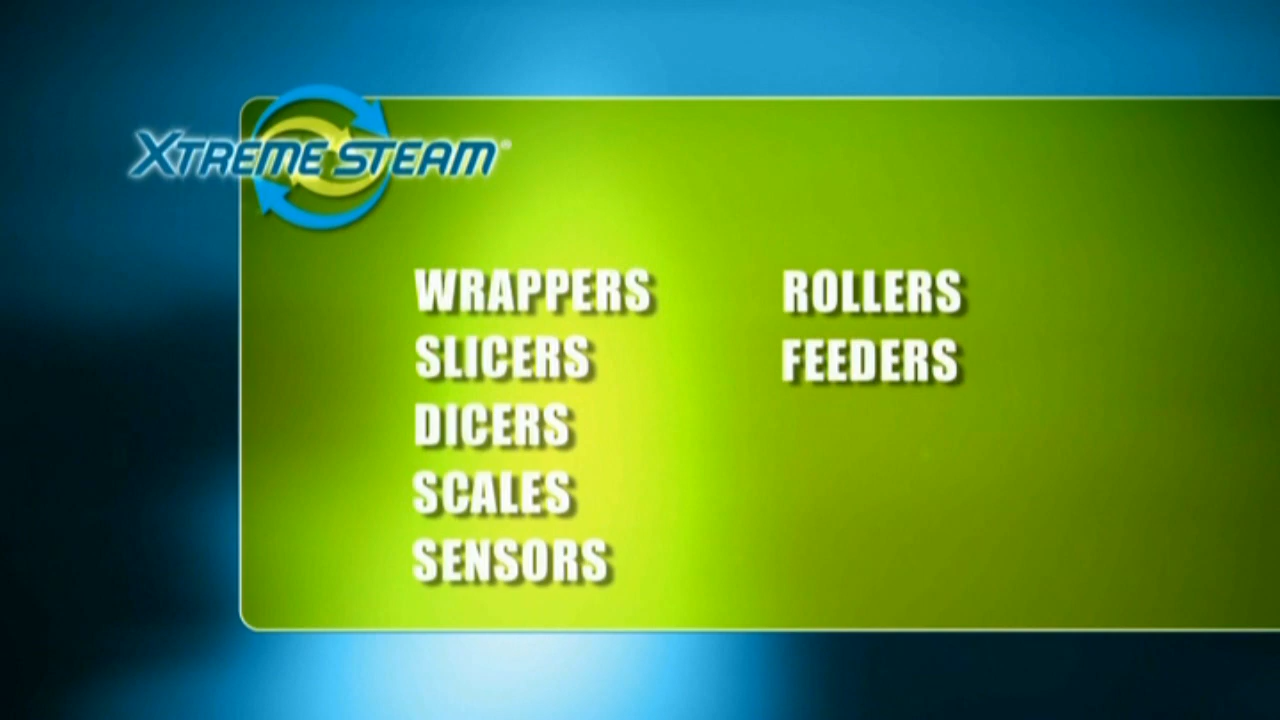 XTREME STEAM
WRAPPERS
SLICERS
DICERS
SCALES
SENSORS
ROLLERS
FEEDERS